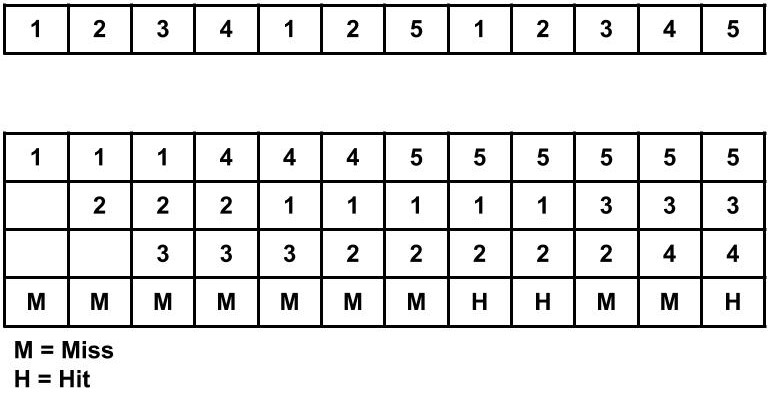 1 2 3 4 1 2 5 1 2 3 4 5
1 1 1 4 4 4 5 5 5 5 5 5
2 2 2 1 1 1 1 1 3 3 3
3 3 3 2 2 2 2 2 4 4
M M M M M M M H H M M H
M = Miss
H = Hit